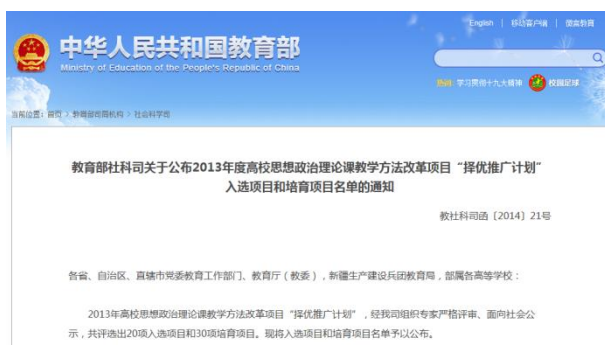 English | 移动客户端 | 繁體教育
中华人民共和国教育部
Ministry of Education of the People's Republic of China
热词: 学习贯彻十九大精神 校园足球
当前位置: 首页 > 教育部司局机构 > 社会科学司
教育部社科司关于公布2013年度高校思想政治理论课教学方法改革项目“择优推广计划”
入选项目和培育项目名单的通知
教社科司函〔2014〕21号
各省、自治区、直辖市党委教育工作部门、教育厅（教委），新疆生产建设兵团教育局，部属各高等学校：
2013年高校思想政治理论课教学方法改革项目“择优推广计划”，经我司组织专家严格评审、面向社会公
示，共评选出20项入选项目和30项培育项目。现将入选项目和培育项目名单予以公布。